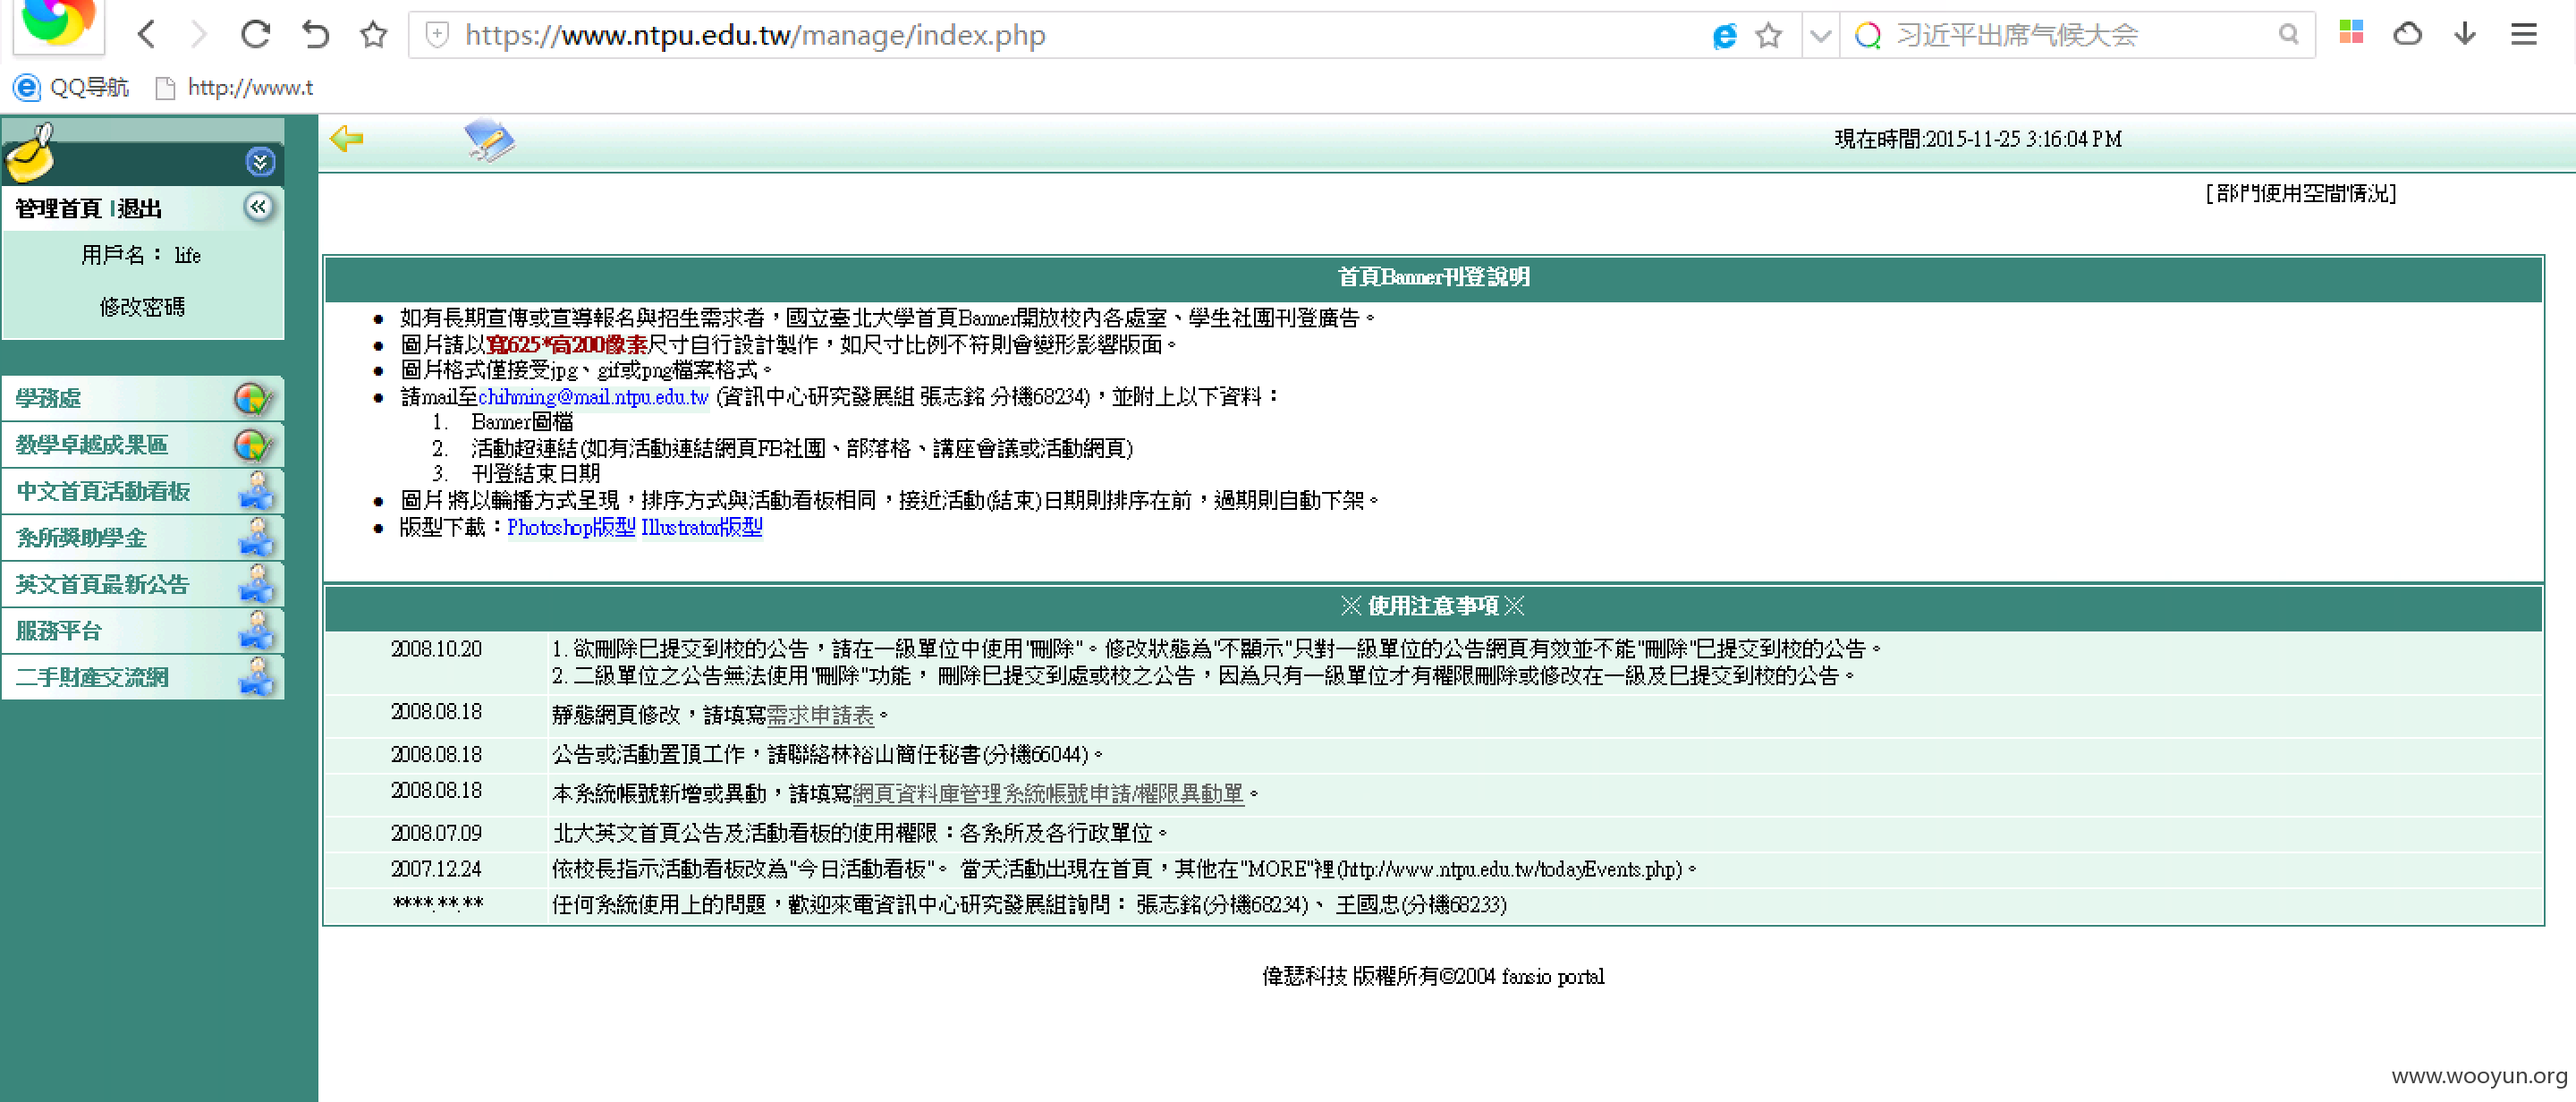 https://www.ntpu.edu.tw/manage/index.php
习近平出席气候大会
QQ导航 http://www.t
現在時間:2015-11-25 3:16:04 PM
管理首頁 | 退出
[部門使用空間情況]
用戶名： life
修改密碼
學務處
教學卓越成果區
中文首頁活動看板
系所獎助學金
英文首頁最新公告
服務平台
二手財產交流網
首頁Banner刊登說明
如有長期宣傳或宣導報名與招生需求者，國立臺北大學首頁Banner開放校內各處室、學生社團刊登廣告。
圖片請以寬625*高200像素尺寸自行設計製作，如尺寸比例不符則會變形影響版面。
圖片格式僅接受jpg、gif或png檔案格式。
請mail至chihming@mail.ntpu.edu.tw (資訊中心研究發展組 張志銘 分機68234)，並附上以下資料：
1. Banner圖檔
2. 活動超連結(如有活動連結網頁FB社團、部落格、講座會議或活動網頁)
3. 刊登結束日期
圖片將以輪播方式呈現，排序方式與活動看板相同，接近活動(結束)日期則排序在前，過期則自動下架。
版型下載：Photoshop版型 Illustrator版型
※ 使用注意事項 ※
2008.10.20 1. 欲刪除已提交到校的公告，請在一級單位中使用"刪除"。修改狀態為"不顯示"只對一級單位的公告網頁有效並不能"刪除"已提交到校的公告。
2. 二級單位之公告無法使用"刪除"功能， 刪除已提交到處或校之公告，因為只有一級單位才有權限刪除或修改在一級及已提交到校的公告。
2008.08.18 靜態網頁修改，請填寫需求申請表。
2008.08.18 公告或活動置頂工作，請聯絡林裕山簡任秘書(分機66044)。
2008.08.18 本系統帳號新增或異動，請填寫網頁資料庫管理系統帳號申請/權限異動單。
2008.07.09 北大英文首頁公告及活動看板的使用權限：各系所及各行政單位。
2007.12.24 依校長指示活動看板改為"今日活動看板"。 當天活動出現在首頁，其他在"MORE"裡(http://www.ntpu.edu.tw/todayEvents.php)。
****.**.** 任何系統使用上的問題，歡迎來電資訊中心研究發展組詢問： 張志銘(分機68234)、 王國忠(分機68233)
偉瑟科技 版權所有©2004 fansio portal
www.wooyun.org